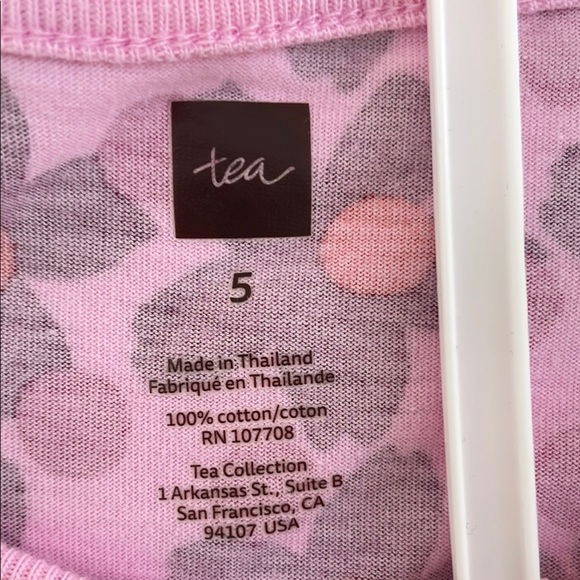 tea
5
Made in Thailand
Fabriqué en Thaïlande
100% cotton/coton
RN 107708
Tea Collection
1 Arkansas St., Suite B
San Francisco, CA
94107 USA